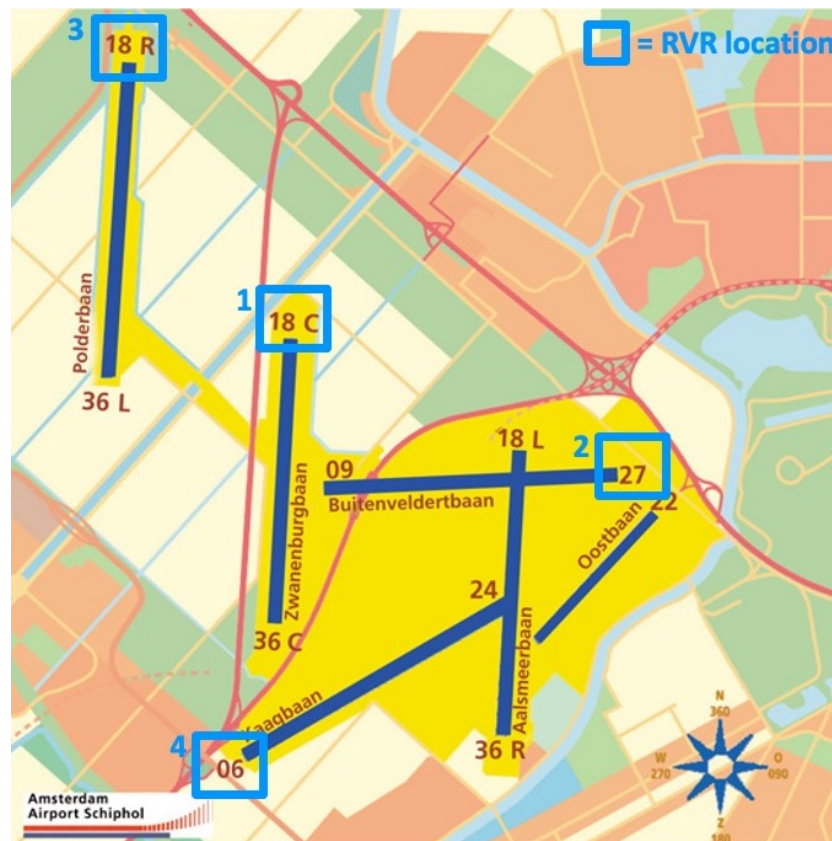 3
18 R
= RVR location
Polderbaan
36 L
1
18 C
Zwanenburgbaan
36 C
09
Buitenveldertbaan
18 L
2
27
22
Oostbaan
24
Aalsmeerbaan
36 R
Kaagbaan
4
06
N
360
W
270
O
090
Z
180
Amsterdam
Airport Schiphol